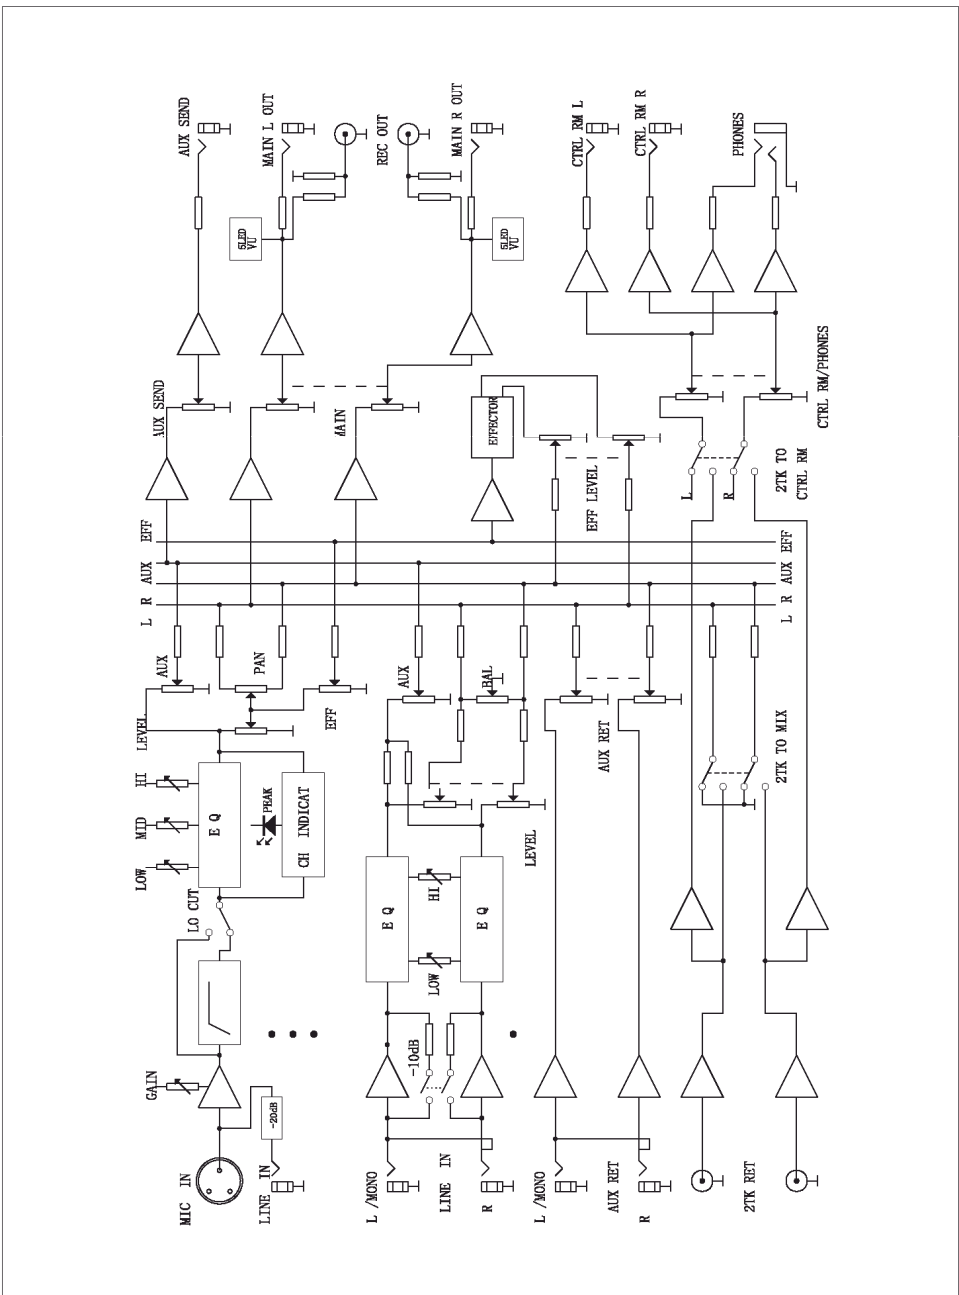 AUX SEND
MAIN L OUT
REC OUT
MAIN R OUT
CTRL RM L
CTRL RM R
PHONES
5LED VU
5LED VU
AUX SEND
MAIN
EFFECTOR
EFF LEVEL
CTRL RM/PHONES
L
R
2TK TO
CTRL RM
EFF
AUX
R
L
EFF
AUX
R
L
LEVEL
AUX
PAN
EFF
AUX
BAL
AUX RET
HI
MID
LOW
E Q
PEAK
CH INDICAT
LO CUT
LEVEL
2TK TO MIX
E Q
HI
LOW
E Q
GAIN
-20dB
-10dB
MIC IN
LINE IN
L /MONO
LINE IN
R
L /MONO
AUX RET
R
2TK RET